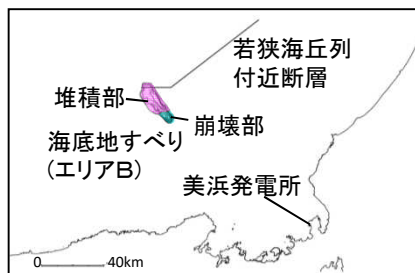 若狭海丘列
付近断層
堆積部
崩壊部
海底地すべり
(エリアB)
美浜発電所
0 40km